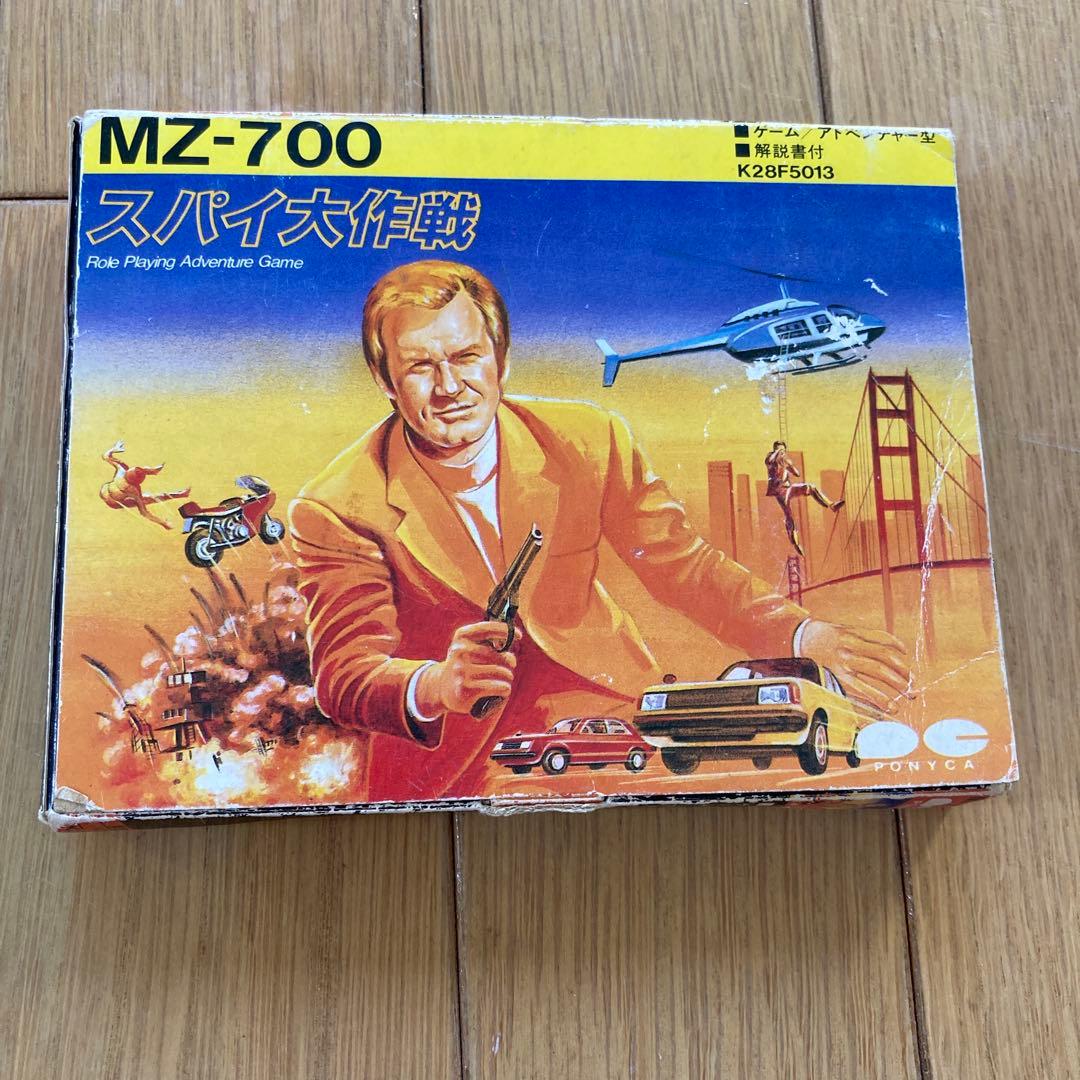 MZ-700
■ゲーム/アドベンチャー型
■解説書付
K28F5013
スパイ大作戦
Role Playing Adventure Game
PONYCA